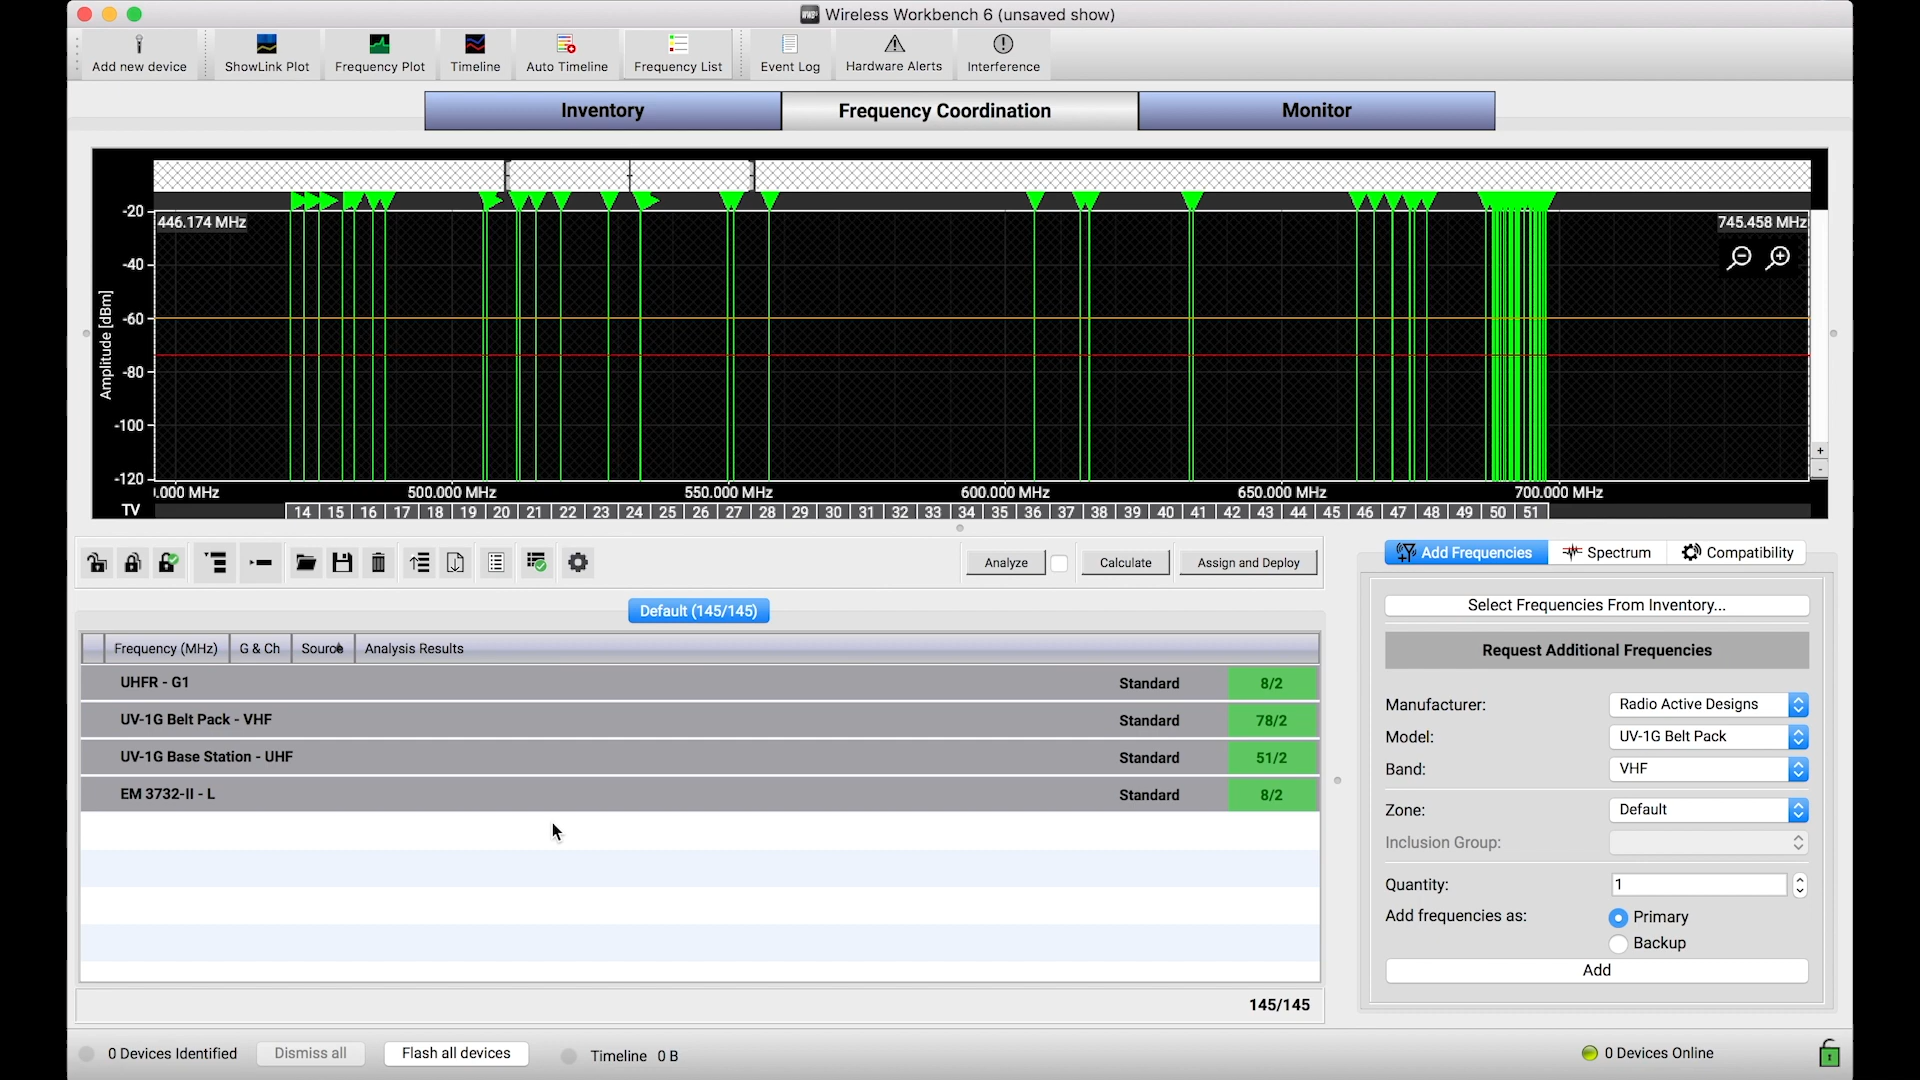 Wireless Workbench 6 (unsaved show)
Add new device
ShowLink Plot
Frequency Plot
Timeline
Auto Timeline
Frequency List
Event Log
Hardware Alerts
Interference
Inventory
Frequency Coordination
Monitor
446.174 MHz
745.458 MHz
Amplitude [dBm]
-20
-40
-60
-80
-100
-120
.000 MHz 500.000 MHz 550.000 MHz 600.000 MHz 650.000 MHz 700.000 MHz
TV 14 15 16 17 18 19 20 21 22 23 24 25 26 27 28 29 30 31 32 33 34 35 36 37 38 39 40 41 42 43 44 45 46 47 48 49 50 51
+
-
Analyze
Calculate
Assign and Deploy
Default (145/145)
Frequency (MHz) G & Ch Source Analysis Results
UHFR - G1 Standard 8/2
UV-1G Belt Pack - VHF Standard 78/2
UV-1G Base Station - UHF Standard 51/2
EM 3732-II - L Standard 8/2
145/145
Add Frequencies
Spectrum
Compatibility
Select Frequencies From Inventory...
Request Additional Frequencies
Manufacturer: Radio Active Designs
Model: UV-1G Belt Pack
Band: VHF
Zone: Default
Inclusion Group:
Quantity: 1
Add frequencies as: Primary
Backup
Add
0 Devices Identified
Dismiss all
Flash all devices
Timeline 0 B
0 Devices Online